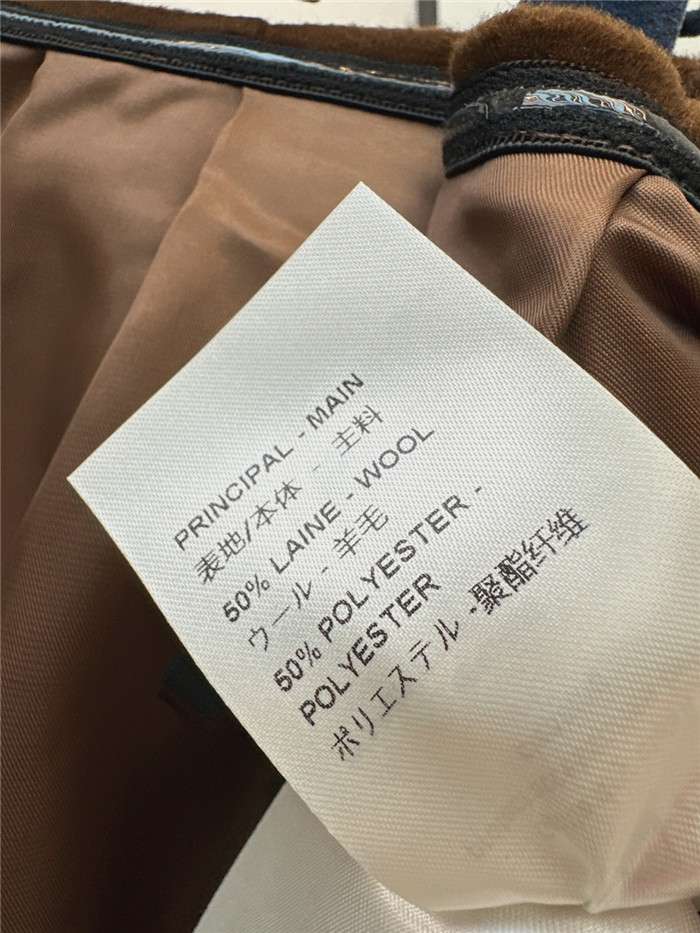 PRINCIPAL - MAIN
表地/本体 - 主料
50% LAINE - WOOL
ウール - 羊毛
50% POLYESTER -
POLYESTER
ポリエステル - 聚酯纤维